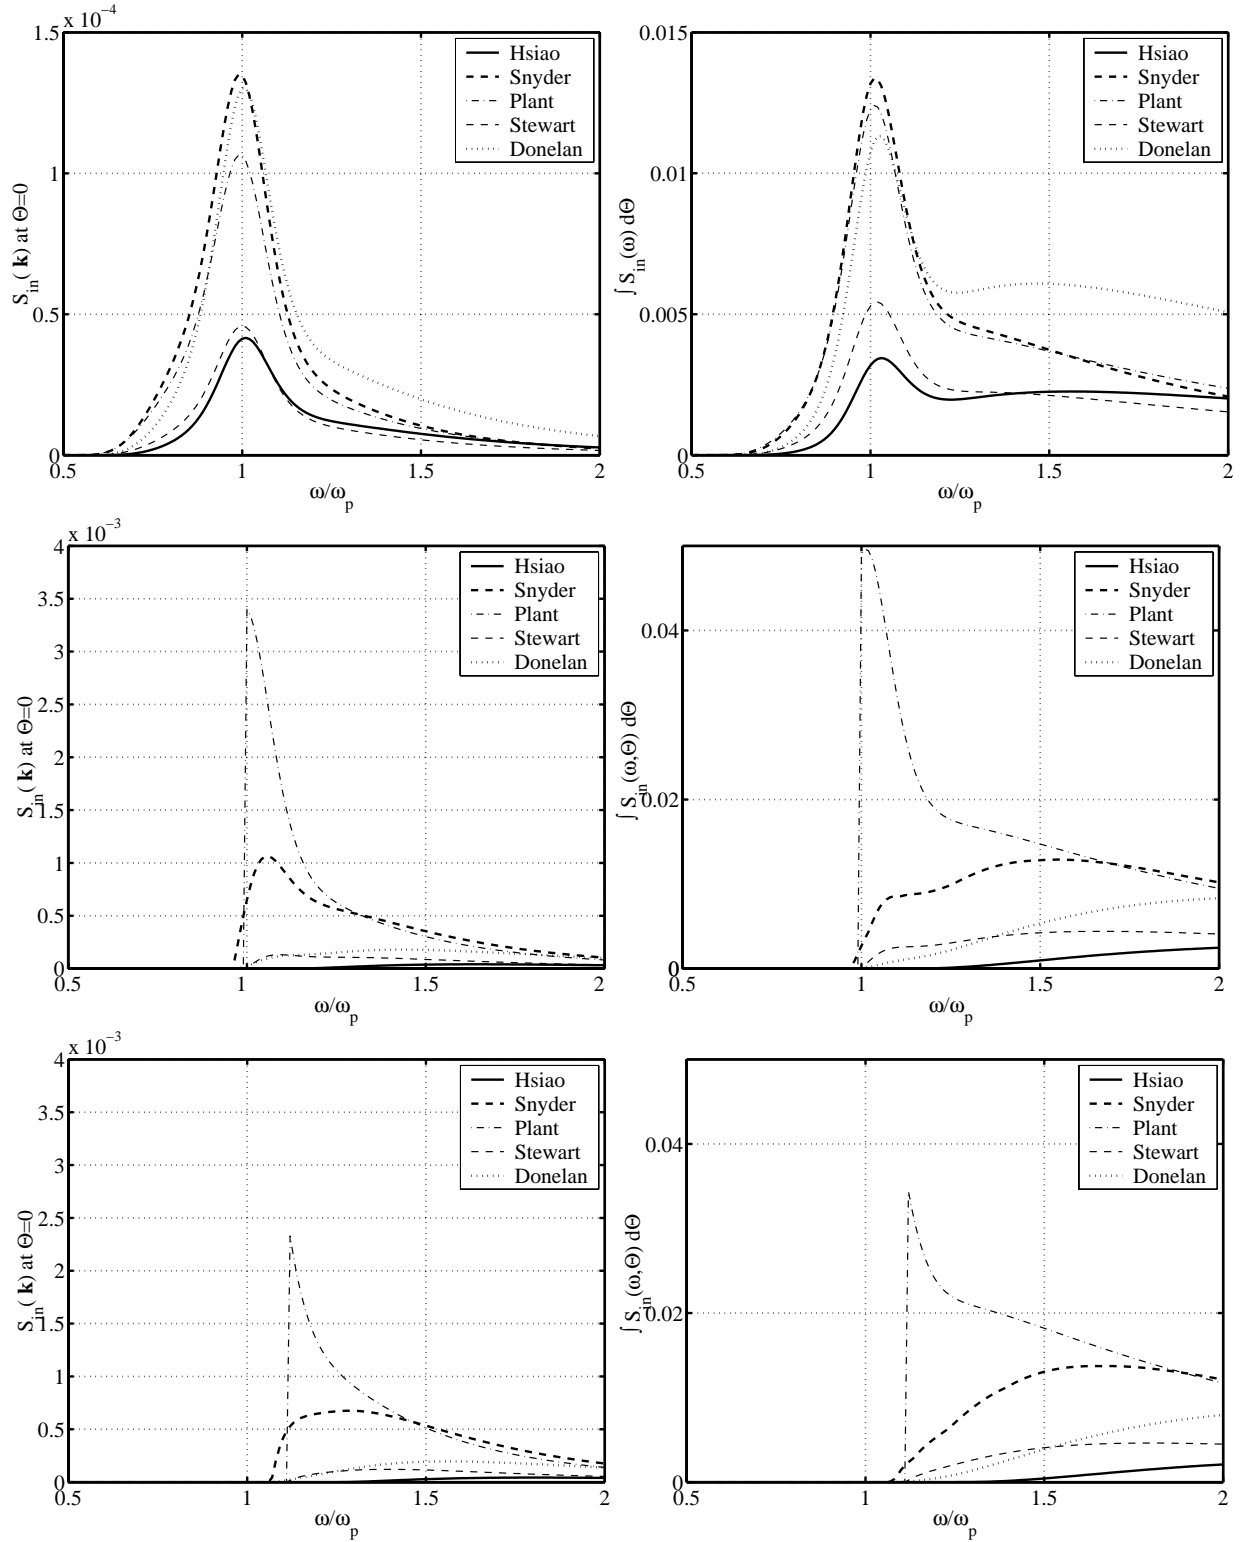 x 10⁻⁴
1.5
1
0.5
0
0.5
1
1.5
2
S_in( k) at Θ=0
ω/ω_p
Hsiao
Snyder
Plant
Stewart
Donelan
0.015
0.01
0.005
0
0.5
1
1.5
2
∫ S_in(ω) dΘ
ω/ω_p
Hsiao
Snyder
Plant
Stewart
Donelan
x 10⁻³
4
3.5
3
2.5
2
1.5
1
0.5
0
0.5
1
1.5
2
S_in( k) at Θ=0
ω/ω_p
Hsiao
Snyder
Plant
Stewart
Donelan
0.04
0.02
0
0.5
1
1.5
2
∫ S_in(ω,Θ) dΘ
ω/ω_p
Hsiao
Snyder
Plant
Stewart
Donelan
x 10⁻³
4
3.5
3
2.5
2
1.5
1
0.5
0
0.5
1
1.5
2
S_in( k) at Θ=0
ω/ω_p
Hsiao
Snyder
Plant
Stewart
Donelan
0.04
0.02
0
0.5
1
1.5
2
∫ S_in(ω,Θ) dΘ
ω/ω_p
Hsiao
Snyder
Plant
Stewart
Donelan